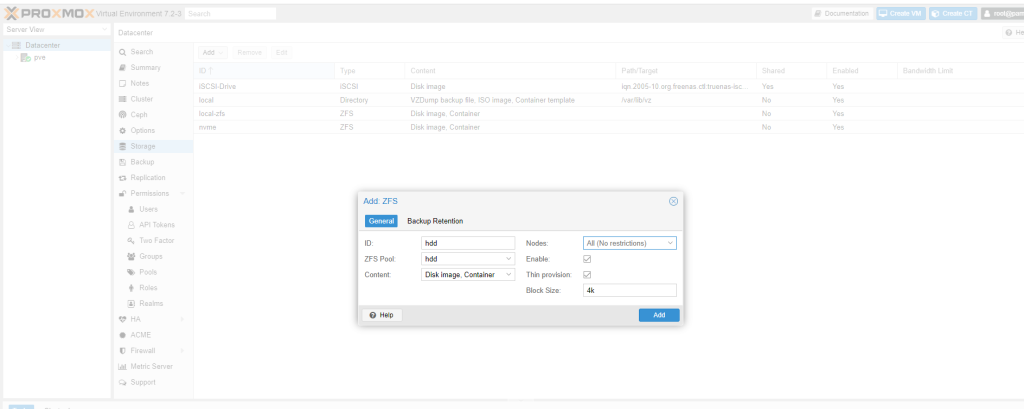 PROXMOX Virtual Environment 7.2-3 Search
Documentation Create VM Create CT
Server View
Datacenter
pve
Datacenter
Search
Summary
Notes
Cluster
Ceph
Options
Storage
Backup
Replication
Permissions
Users
API Tokens
Two Factor
Groups
Pools
Roles
Realms
HA
ACME
Firewall
Metric Server
Support
Add Remove Edit
ID Type Content Path/Target Shared Enabled Bandwidth Limit
iSCSI-Drive iSCSI Disk image iqn.2005-10.org.freenas.ctl:truenas-isc... Yes Yes
local Directory VZDump backup file, ISO image, Container template /var/lib/vz No Yes
local-zfs ZFS Disk image, Container No Yes
nvme ZFS Disk image, Container No Yes
Add: ZFS
General Backup Retention
ID: hdd Nodes: All (No restrictions)
ZFS Pool: hdd Enable:
Content: Disk image, Container Thin provision:
Block Size: 4k
Help Add